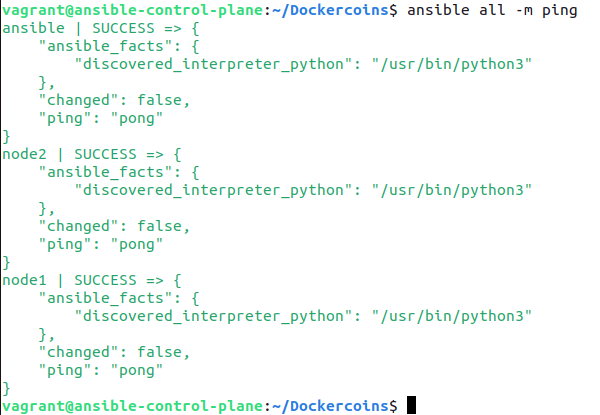 vagrant@ansible-control-plane:~/Dockercoins$ ansible all -m ping
ansible | SUCCESS => {
    "ansible_facts": {
        "discovered_interpreter_python": "/usr/bin/python3"
    },
    "changed": false,
    "ping": "pong"
}
node2 | SUCCESS => {
    "ansible_facts": {
        "discovered_interpreter_python": "/usr/bin/python3"
    },
    "changed": false,
    "ping": "pong"
}
node1 | SUCCESS => {
    "ansible_facts": {
        "discovered_interpreter_python": "/usr/bin/python3"
    },
    "changed": false,
    "ping": "pong"
}
vagrant@ansible-control-plane:~/Dockercoins$